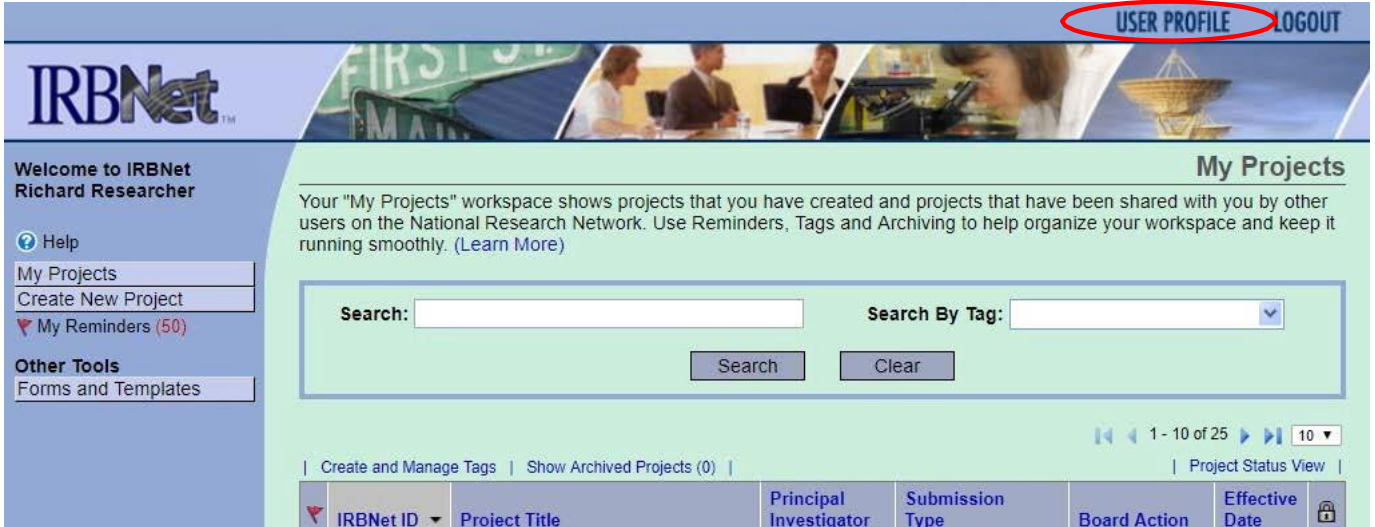 USER PROFILE LOGOUT
IRBNet™
FIRST ST.
MAIN
Welcome to IRBNet
Richard Researcher
Help
My Projects
Create New Project
My Reminders (50)
Other Tools
Forms and Templates
My Projects
Your "My Projects" workspace shows projects that you have created and projects that have been shared with you by other
users on the National Research Network. Use Reminders, Tags and Archiving to help organize your workspace and keep it
running smoothly. (Learn More)
Search: Search By Tag:
Search Clear
1 - 10 of 25 10
| Create and Manage Tags | Show Archived Projects (0) | | Project Status View |
IRBNet ID Project Title Principal Investigator Submission Type Board Action Effective Date